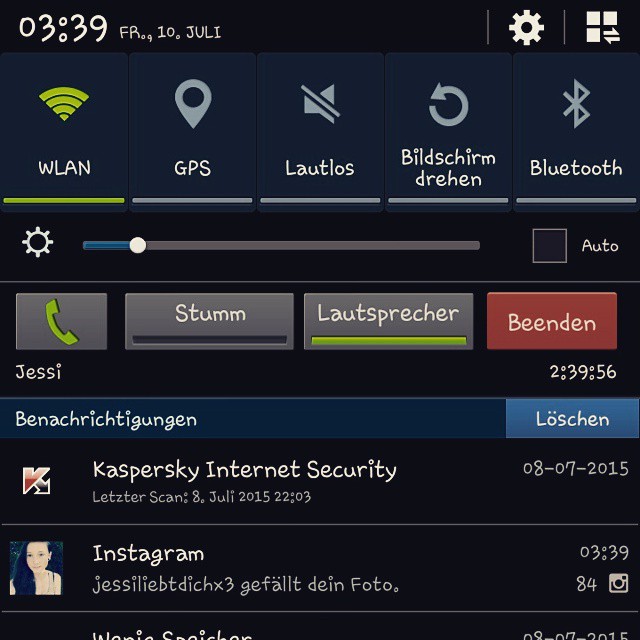 03:39 FR., 10. JULI
WLAN
GPS
Lautlos
Bildschirm
drehen
Bluetooth
Auto
Stumm
Lautsprecher
Beenden
Jessi
2:39:56
Benachrichtigungen
Löschen
Kaspersky Internet Security
08-07-2015
Letzter Scan: 8. Juli 2015 22:03
Instagram
03:39
jessiliebtdichx3 gefällt dein Foto.
84
Wenig Speicher
08-07-2015